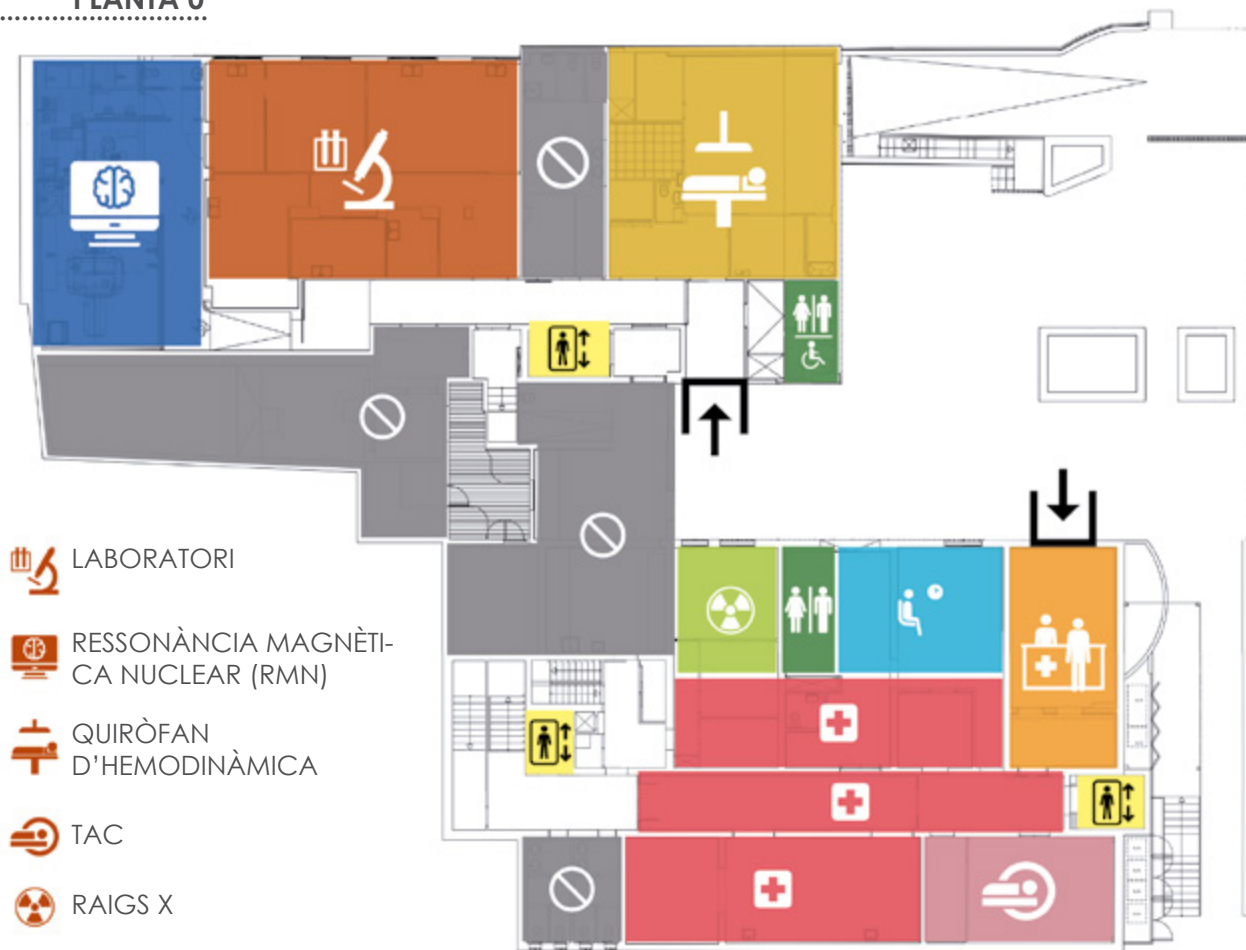 PLANTA 0
LABORATORI
RESSONÀNCIA MAGNÈTI-
CA NUCLEAR (RMN)
QUIRÒFAN
D'HEMODINÀMICA
TAC
RAIGS X